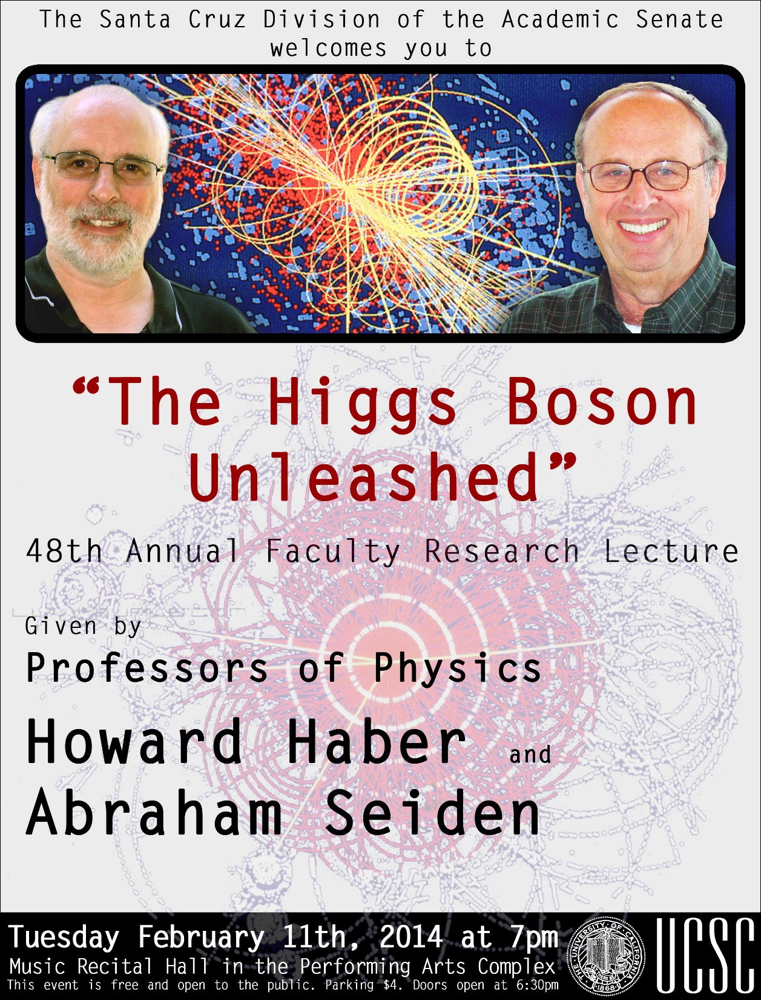 The Santa Cruz Division of the Academic Senate
welcomes you to
“The Higgs Boson
Unleashed”
48th Annual Faculty Research Lecture
Given by
Professors of Physics
Howard Haber and
Abraham Seiden
Tuesday February 11th, 2014 at 7pm
Music Recital Hall in the Performing Arts Complex
This event is free and open to the public. Parking $4. Doors open at 6:30pm
THE · UNIVERSITY · OF · CALIFORNIA
·1868·
UCSC